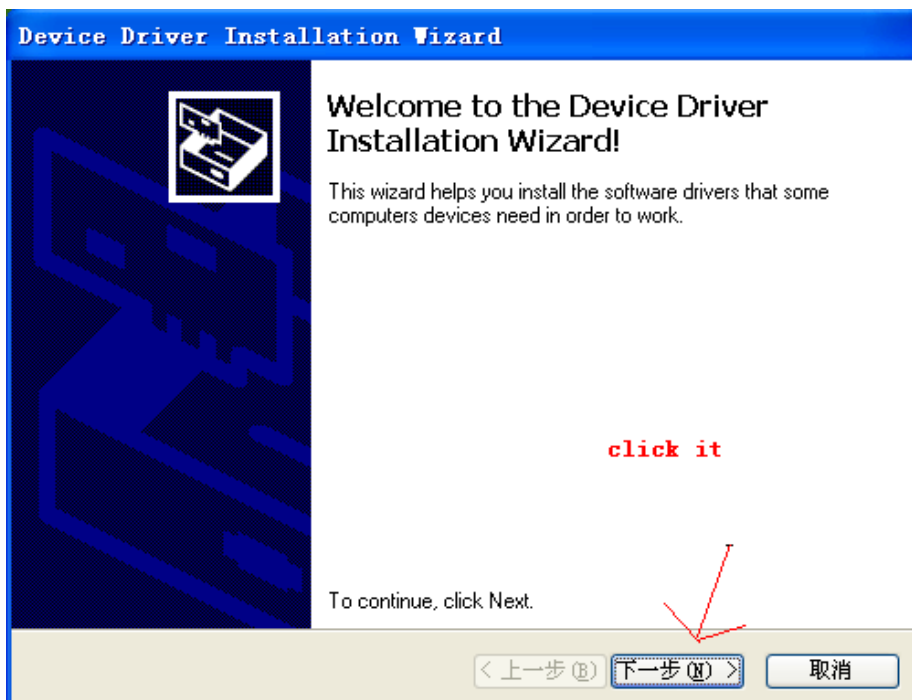 Device Driver Installation Wizard
Welcome to the Device Driver
Installation Wizard!
This wizard helps you install the software drivers that some
computers devices need in order to work.
click it
To continue, click Next.
< 上一步(B) 下一步(N) > 取消